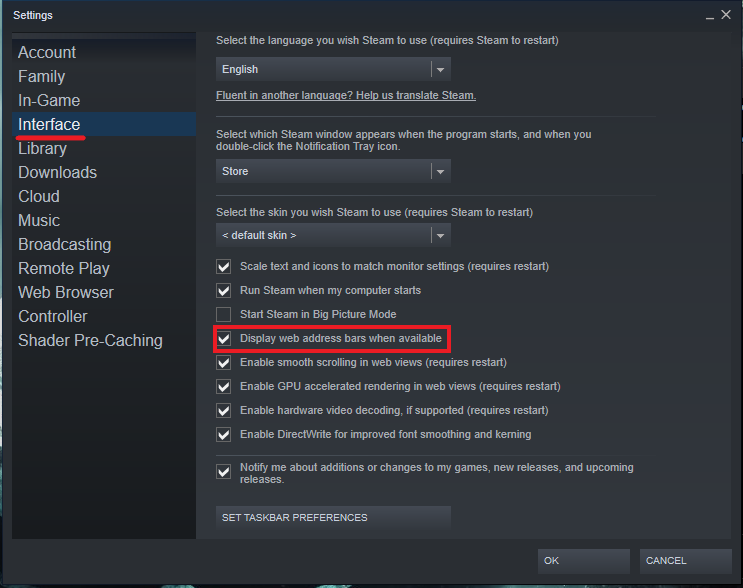 Settings
Account
Family
In-Game
Interface
Library
Downloads
Cloud
Music
Broadcasting
Remote Play
Web Browser
Controller
Shader Pre-Caching
Select the language you wish Steam to use (requires Steam to restart)
English
Fluent in another language? Help us translate Steam.
Select which Steam window appears when the program starts, and when you
double-click the Notification Tray icon.
Store
Select the skin you wish Steam to use (requires Steam to restart)
< default skin >
Scale text and icons to match monitor settings (requires restart)
Run Steam when my computer starts
Start Steam in Big Picture Mode
Display web address bars when available
Enable smooth scrolling in web views (requires restart)
Enable GPU accelerated rendering in web views (requires restart)
Enable hardware video decoding, if supported (requires restart)
Enable DirectWrite for improved font smoothing and kerning
Notify me about additions or changes to my games, new releases, and upcoming
releases.
SET TASKBAR PREFERENCES
OK
CANCEL